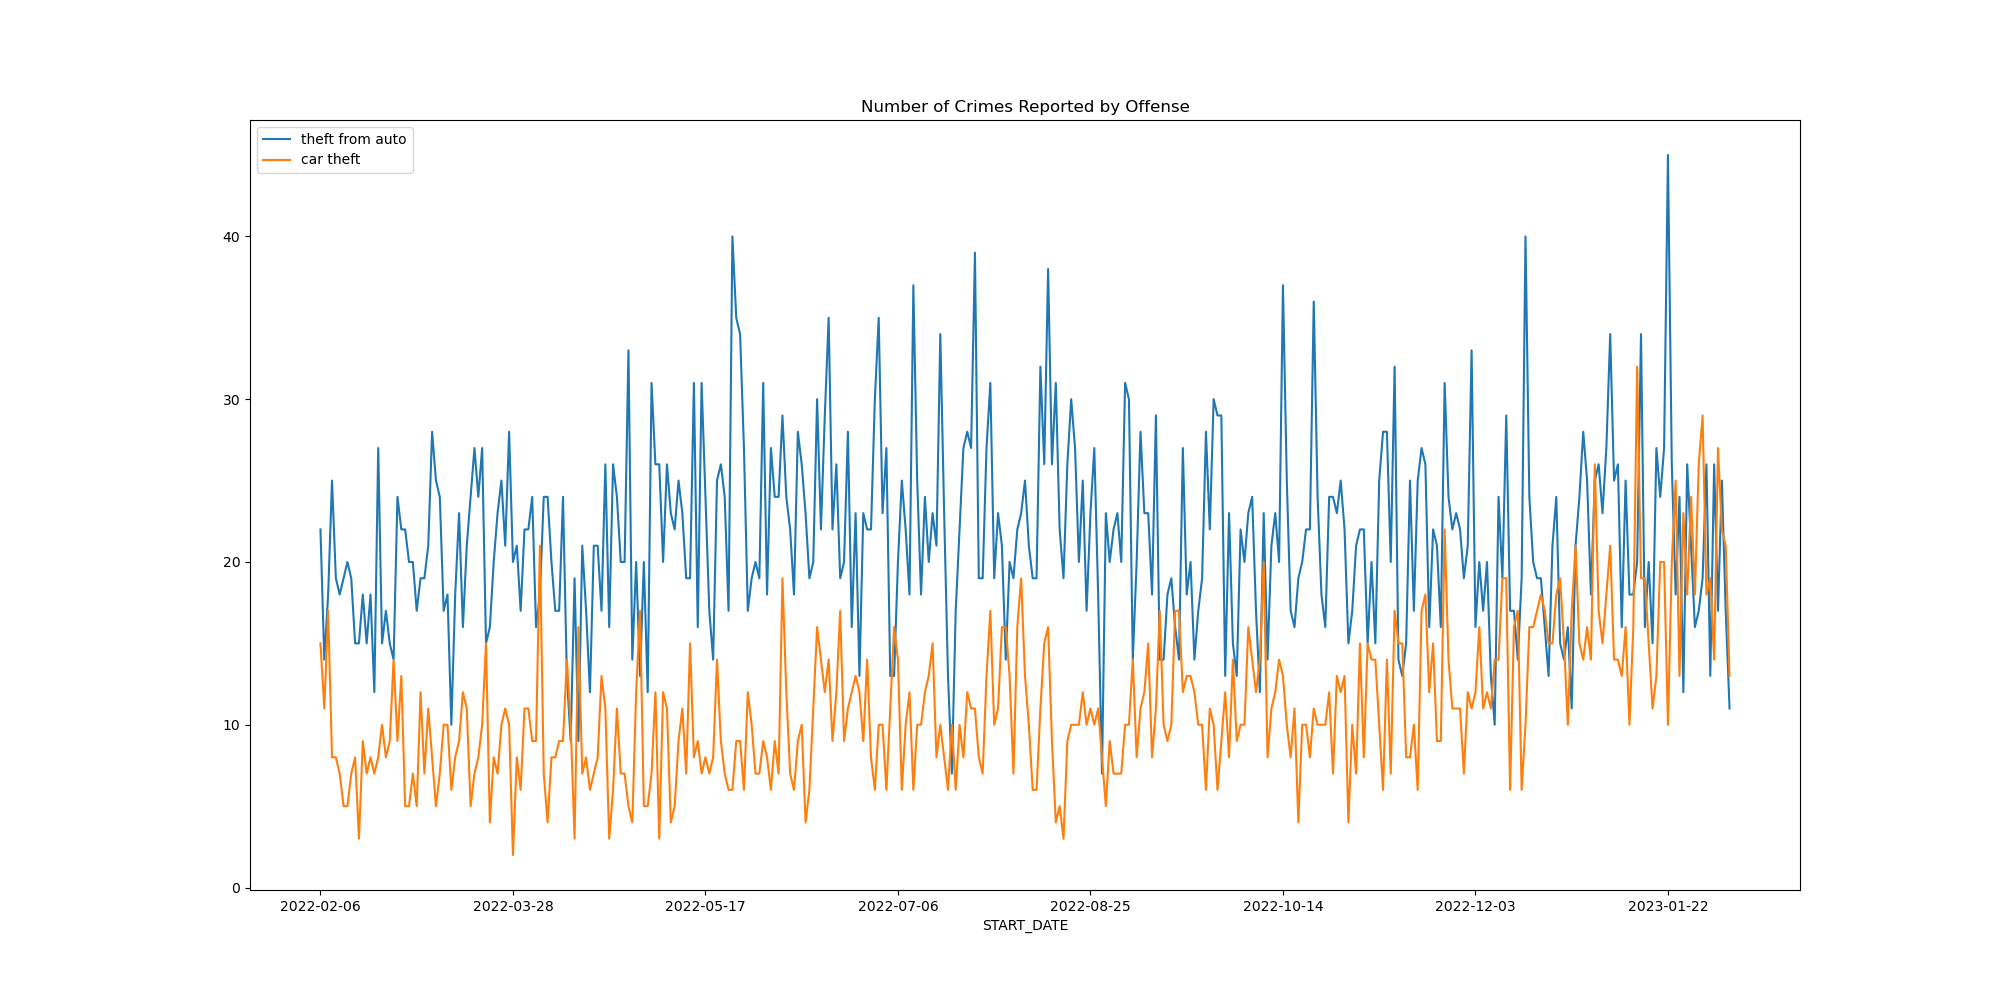 Number of Crimes Reported by Offense
theft from auto
car theft
40
30
20
10
0
2022-02-06 2022-03-28 2022-05-17 2022-07-06 2022-08-25 2022-10-14 2022-12-03 2023-01-22
START_DATE